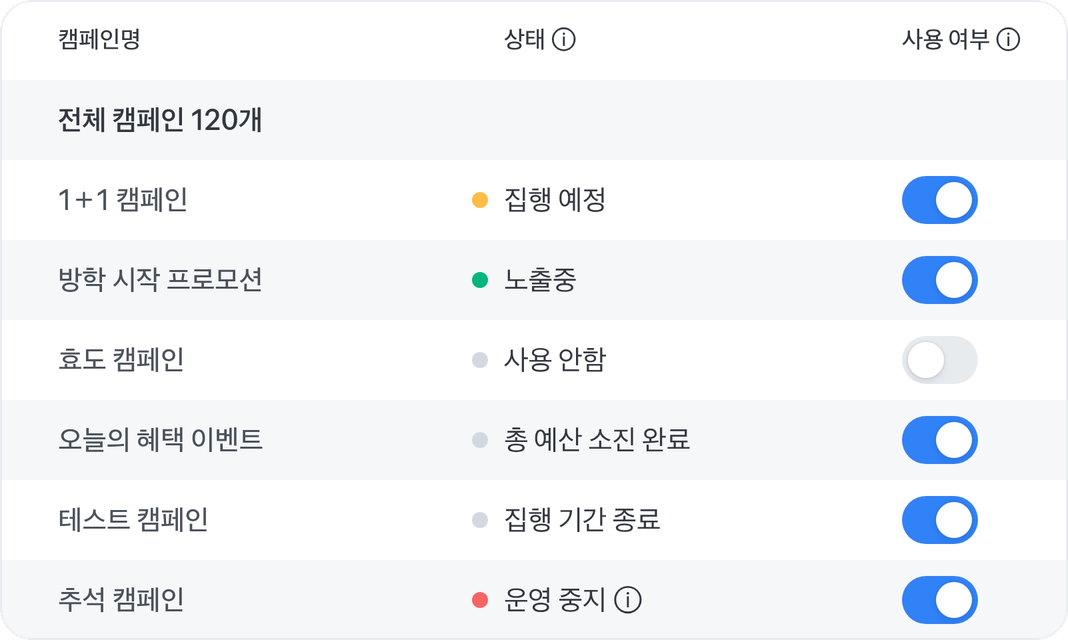 캠페인명 상태 사용 여부
전체 캠페인 120개
1+1 캠페인 집행 예정
방학 시작 프로모션 노출중
효도 캠페인 사용 안함
오늘의 혜택 이벤트 총 예산 소진 완료
테스트 캠페인 집행 기간 종료
추석 캠페인 운영 중지